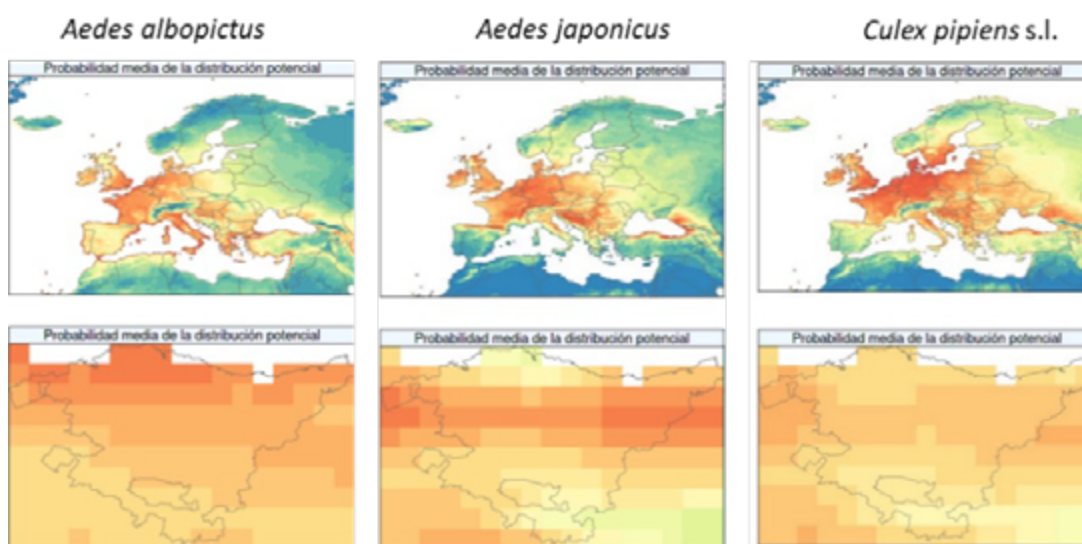 Aedes albopictus
Aedes japonicus
Culex pipiens s.l.
Probabilidad media de la distribución potencial
Probabilidad media de la distribución potencial
Probabilidad media de la distribución potencial
Probabilidad media de la distribución potencial
Probabilidad media de la distribución potencial
Probabilidad media de la distribución potencial